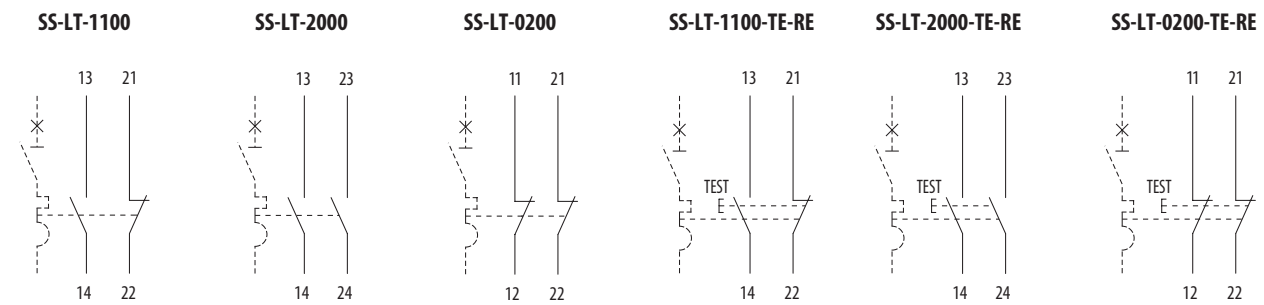 SS-LT-1100 SS-LT-2000 SS-LT-0200 SS-LT-1100-TE-RE SS-LT-2000-TE-RE SS-LT-0200-TE-RE
13 21 13 23 11 21 13 21 13 23 11 21
TEST TEST TEST
14 22 14 24 12 22 14 22 14 24 12 22